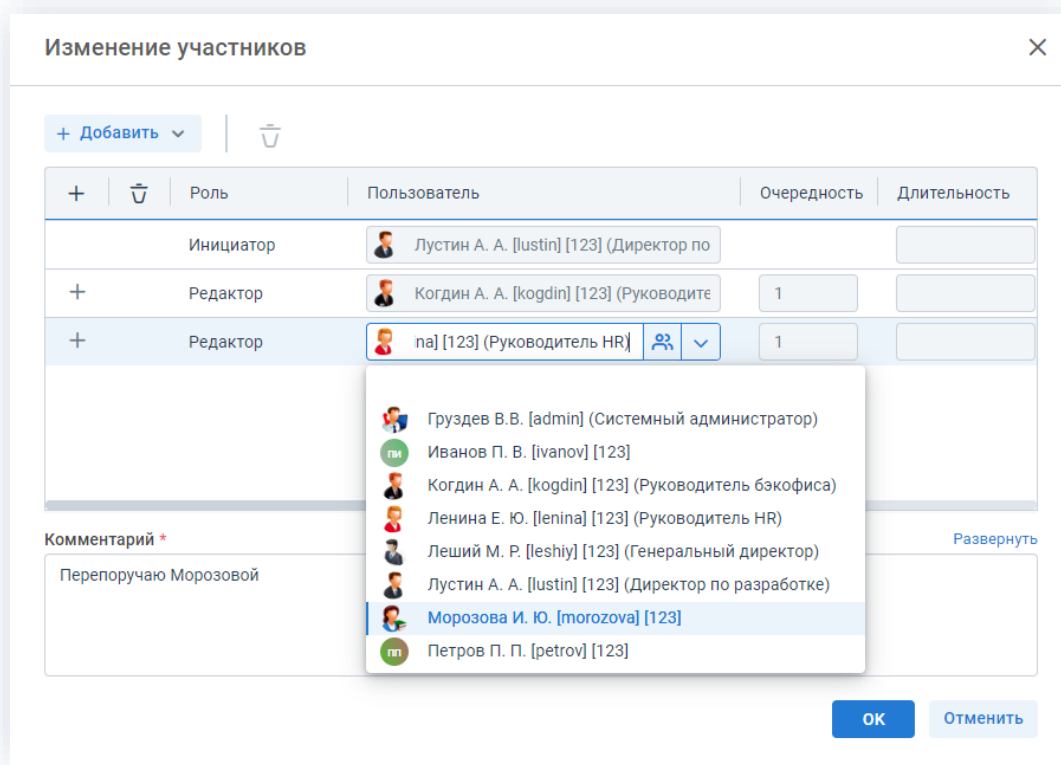 Изменение участников
+ Добавить
Роль Пользователь Очередность Длительность
Инициатор Лустин А. А. [lustin] [123] (Директор по
Редактор Когдин А. А. [kogdin] [123] (Руководите 1
Редактор na] [123] (Руководитель HR) 1
Груздев В.В. [admin] (Системный администратор)
ПИ Иванов П. В. [ivanov] [123]
Когдин А. А. [kogdin] [123] (Руководитель бэкофиса)
Ленина Е. Ю. [lenina] [123] (Руководитель HR)
Леший М. Р. [leshiy] [123] (Генеральный директор)
Лустин А. А. [lustin] [123] (Директор по разработке)
Морозова И. Ю. [morozova] [123]
ПП Петров П. П. [petrov] [123]
Комментарий * Развернуть
Перепоручаю Морозовой
ОК Отменить